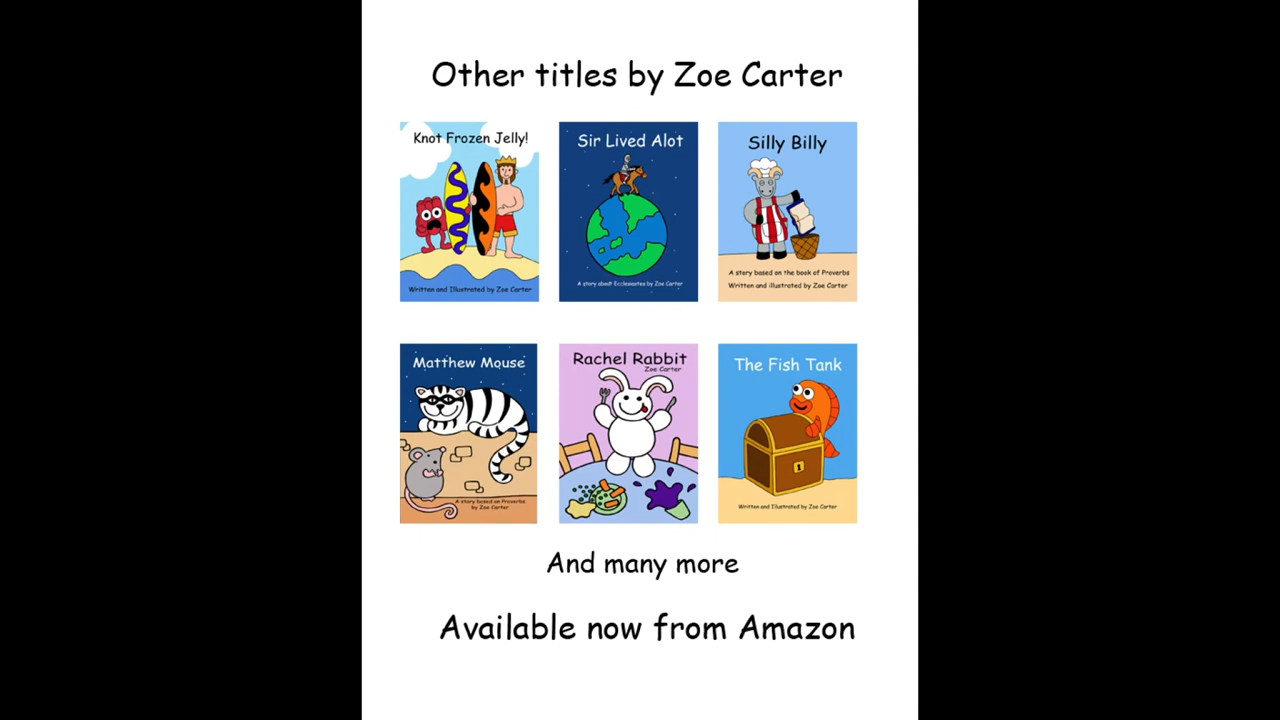 Other titles by Zoe Carter
Knot Frozen Jelly!
Written and Illustrated by Zoe Carter
Sir Lived Alot
A story about Ecclesiastes by Zoe Carter
Silly Billy
A story based on the book of Proverbs
Written and illustrated by Zoe Carter
Matthew Mouse
A story based on Proverbs
by Zoe Carter
Rachel Rabbit
Zoe Carter
The Fish Tank
Written and Illustrated by Zoe Carter
And many more
Available now from Amazon